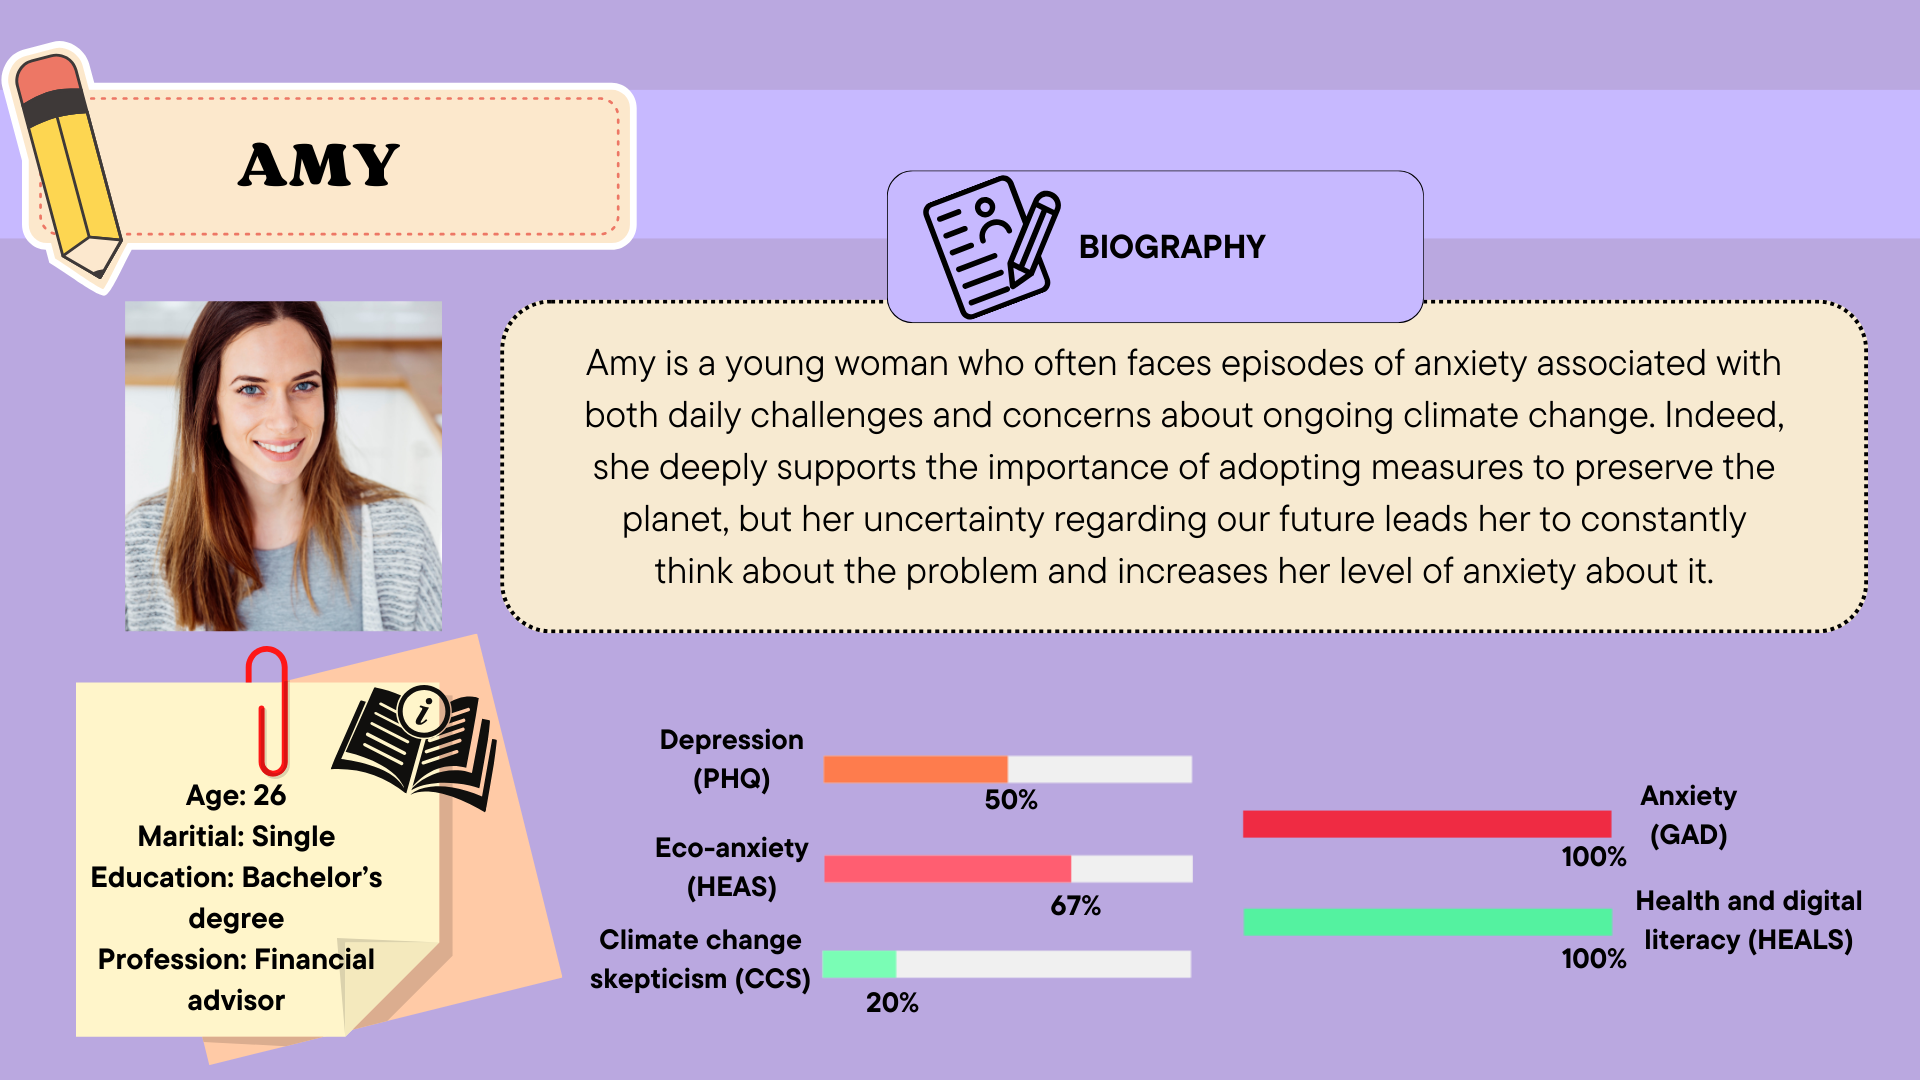 AMY
BIOGRAPHY
Amy is a young woman who often faces episodes of anxiety associated with
both daily challenges and concerns about ongoing climate change. Indeed,
she deeply supports the importance of adopting measures to preserve the
planet, but her uncertainty regarding our future leads her to constantly
think about the problem and increases her level of anxiety about it.
i
Age: 26
Maritial: Single
Education: Bachelor's
degree
Profession: Financial
advisor
Depression
(PHQ)
50%
Eco-anxiety
(HEAS)
67%
Climate change
skepticism (CCS)
20%
Anxiety
(GAD)
100%
Health and digital
literacy (HEALS)
100%